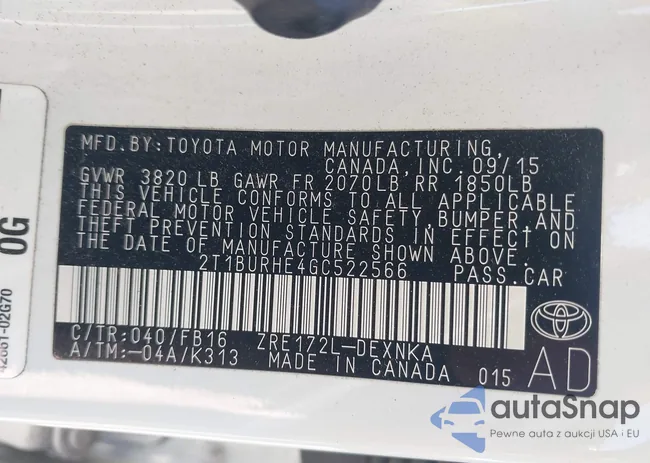 MFD.BY:TOYOTA MOTOR MANUFACTURING,
CANADA,INC. 09/15
GVWR 3820 LB GAWR FR 2070LB RR 1850LB
THIS VEHICLE CONFORMS TO ALL APPLICABLE
FEDERAL MOTOR VEHICLE SAFETY, BUMPER AND
THEFT PREVENTION STANDARDS IN EFFECT ON
THE DATE OF MANUFACTURE SHOWN ABOVE.
2T1BURHE4GC522566 PASS.CAR
C/TR:040/FB16 ZRE172L-DEXNKA
A/TM:-04A/K313 MADE IN CANADA 015
AD
0G
42661-02G70
autaSnap
Pewne auta z aukcji USA i EU